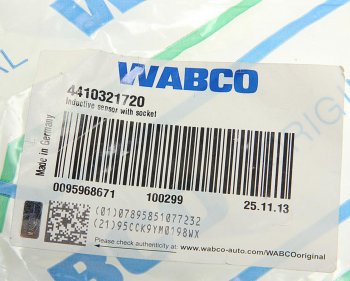 WABCO
4410321720
Inductive sensor with socket
Made in Germany
0095968671 100299 25.11.13
(01)07895851077232
(21)95CCK9YM0198WX
Please check authenticity at: www.wabco-auto.com/WABCOoriginal